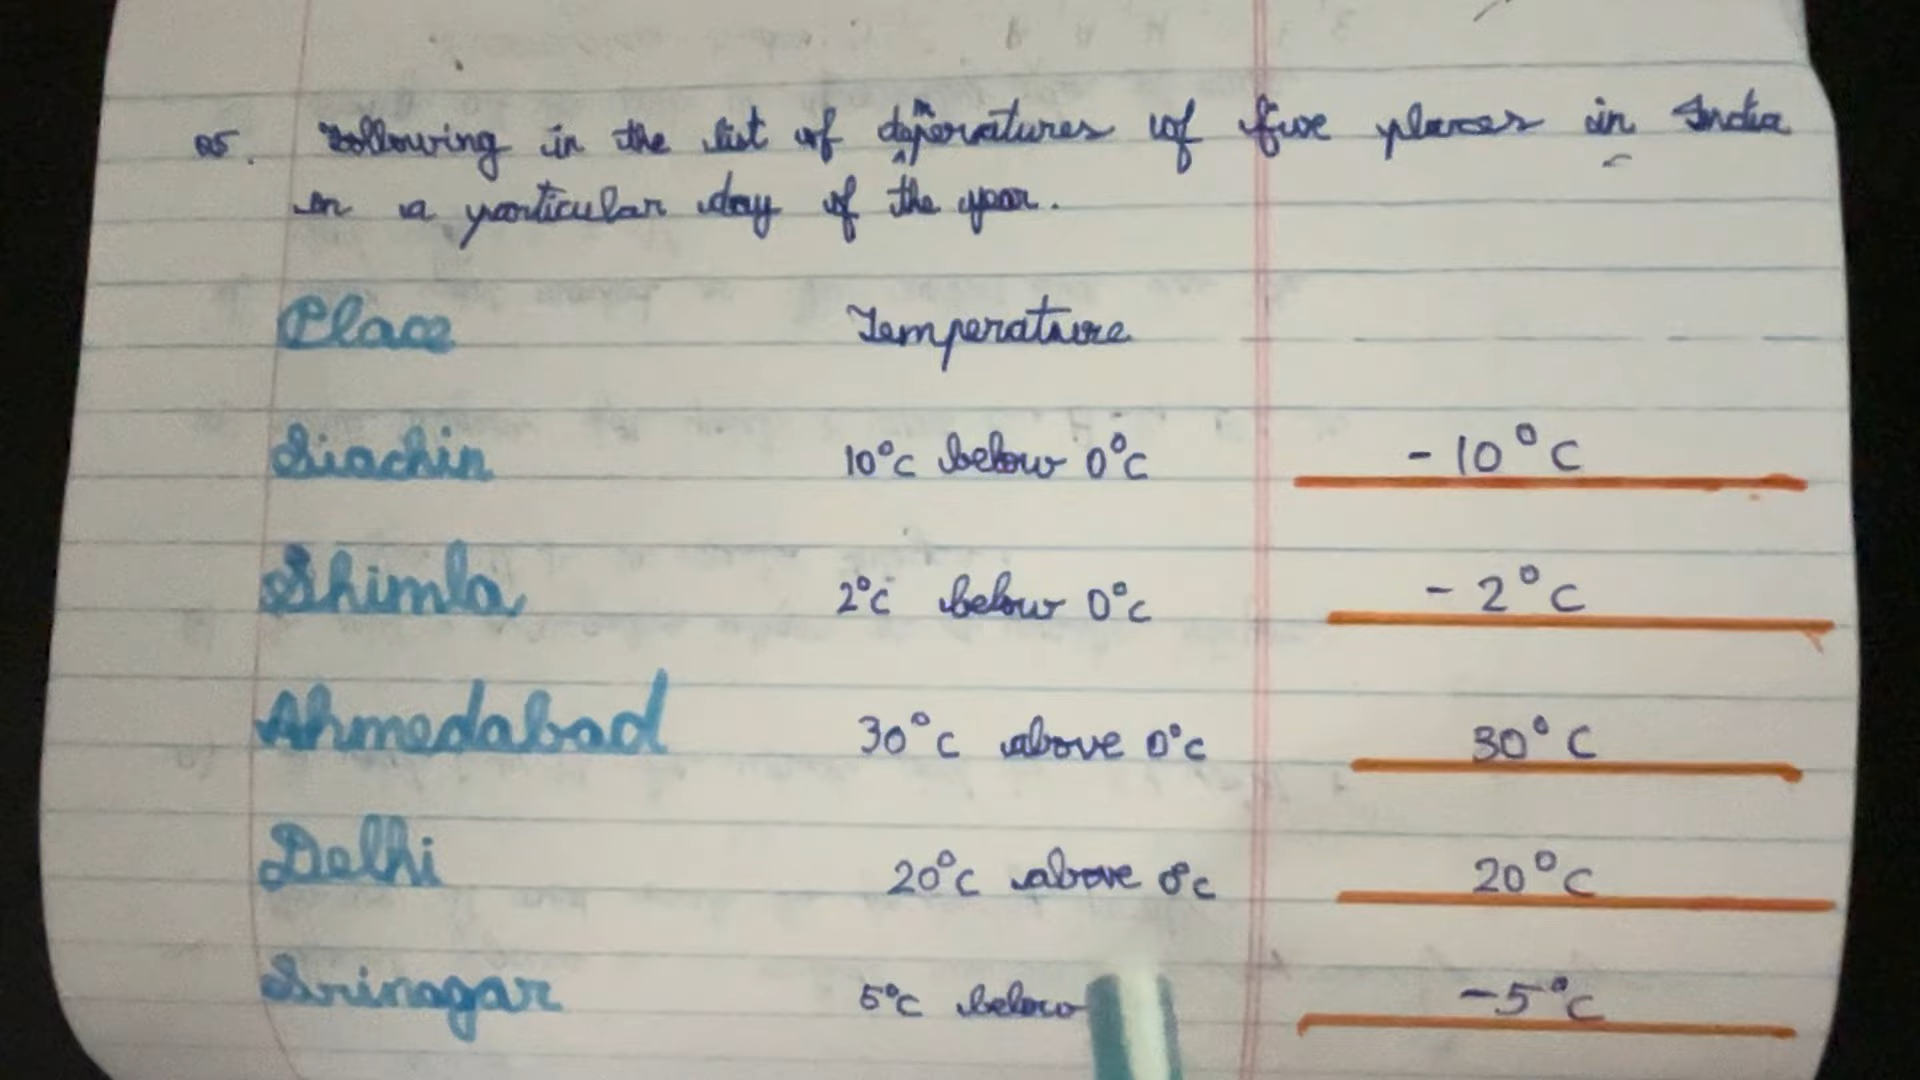 Q5. Following in the list of temperatures of five places in India
on a particular day of the year.
Place Temperature
Siachin 10°C below 0°C -10°C
Shimla 2°C below 0°C -2°C
Ahmedabad 30°C above 0°C 30°C
Delhi 20°C above 0°C 20°C
Srinagar 5°C below -5°C